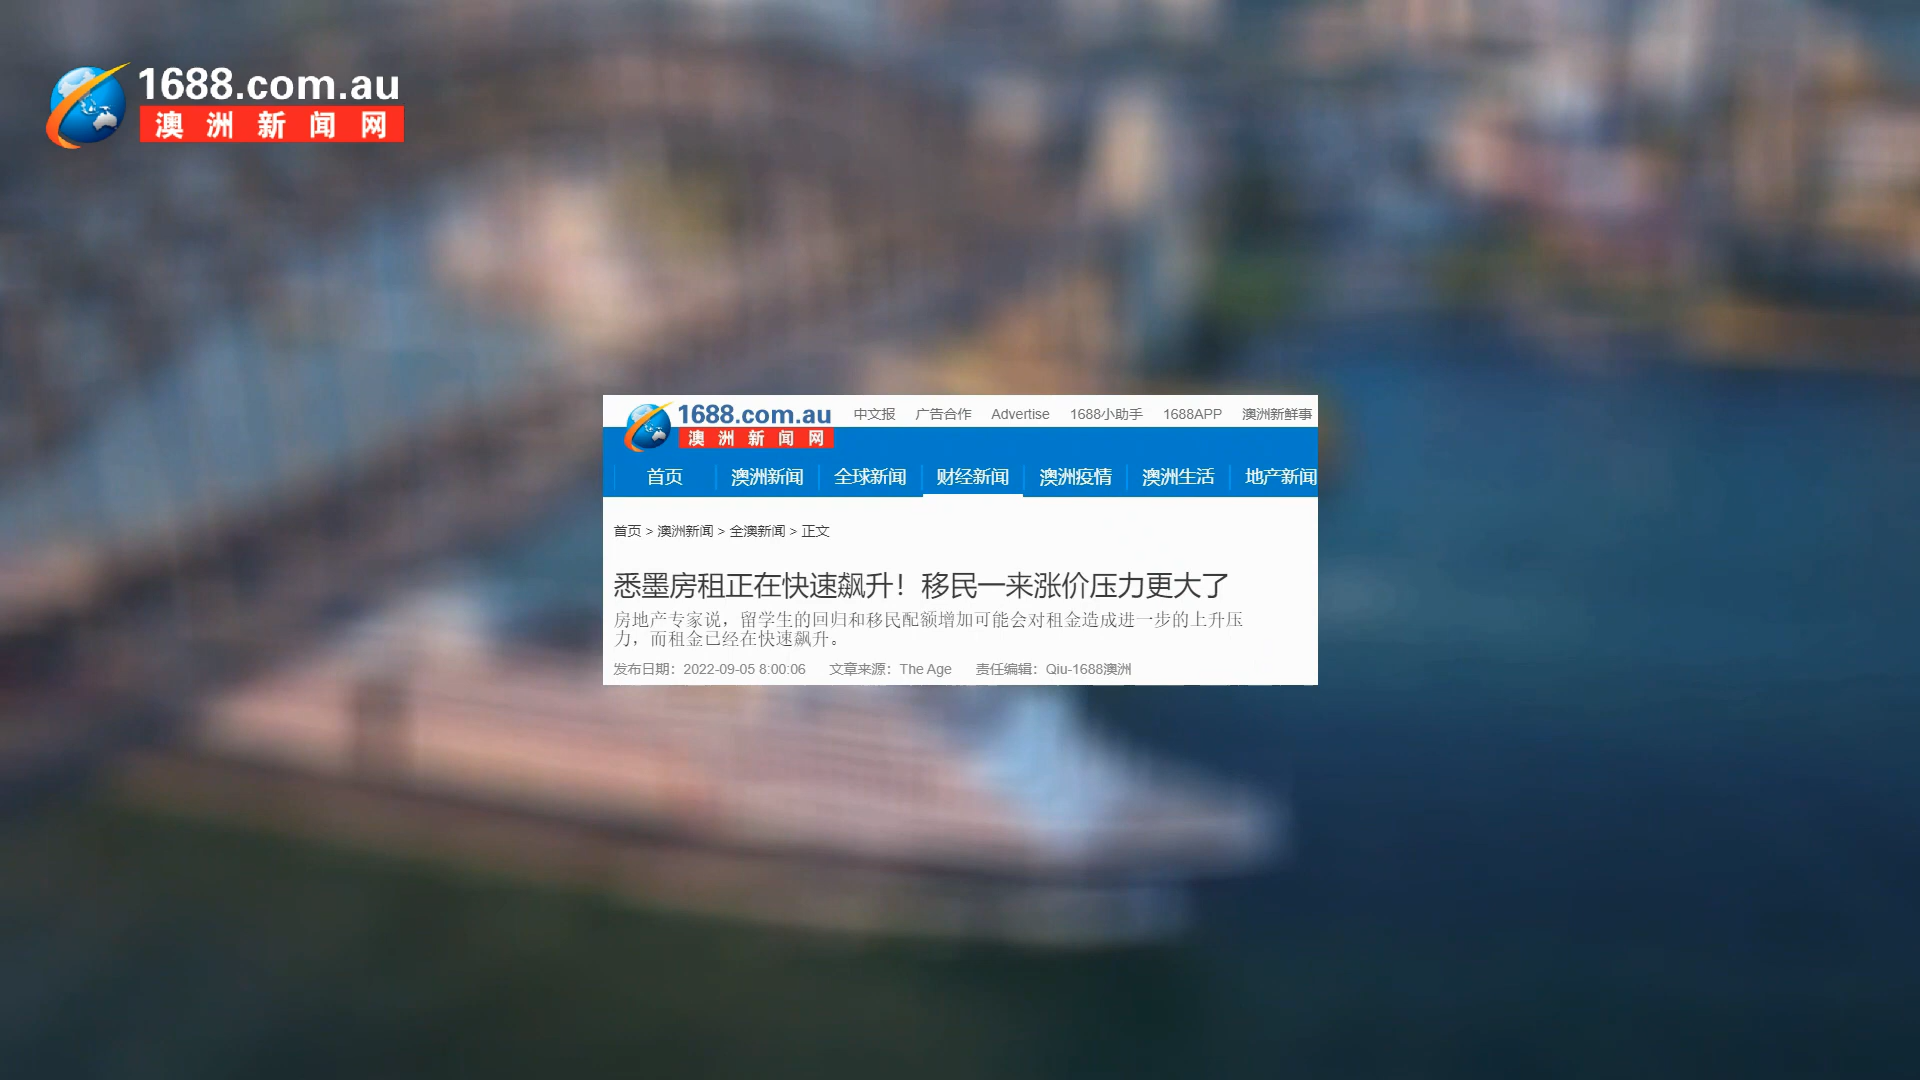 1688.com.au
澳洲新闻网
1688.com.au
澳洲新闻网
中文报 广告合作 Advertise 1688小助手 1688APP 澳洲新鲜事
首页 澳洲新闻 全球新闻 财经新闻 澳洲疫情 澳洲生活 地产新闻
首页 > 澳洲新闻 > 全澳新闻 > 正文
悉墨房租正在快速飙升！移民一来涨价压力更大了
房地产专家说，留学生的回归和移民配额增加可能会对租金造成进一步的上升压
力，而租金已经在快速飙升。
发布日期：2022-09-05 8:00:06 文章来源：The Age 责任编辑：Qiu-1688澳洲